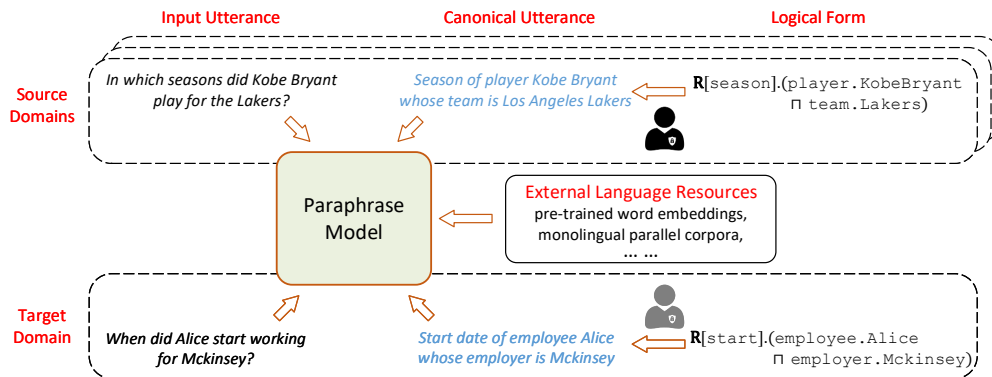 Input Utterance
Canonical Utterance
Logical Form
Source
Domains
In which seasons did Kobe Bryant
play for the Lakers?
Season of player Kobe Bryant
whose team is Los Angeles Lakers
R[season].(player.KobeBryant
⊓ team.Lakers)
Paraphrase
Model
External Language Resources
pre-trained word embeddings,
monolingual parallel corpora,
... ...
Target
Domain
When did Alice start working
for Mckinsey?
Start date of employee Alice
whose employer is Mckinsey
R[start].(employee.Alice
⊓ employer.Mckinsey)